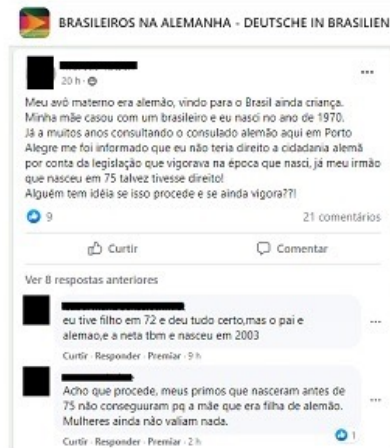 BRASILEIROS NA ALEMANHA - DEUTSCHE IN BRASILIEN
20 h ·
Meu avô materno era alemão, vindo para o Brasil ainda criança.
Minha mãe casou com um brasileiro e eu nasci no ano de 1970.
Já a muitos anos consultando o consulado alemão aqui em Porto
Alegre me foi informado que eu não teria direito a cidadania alemã
por conta da legislação que vigorava na época que nasci, já meu irmão
que nasceu em 75 talvez tivesse direito!
Alguém tem idéia se isso procede e se ainda vigora??!
9
21 comentários
Curtir
Comentar
Ver 8 respostas anteriores
eu tive filho em 72 e deu tudo certo,mas o pai e
alemao,e a neta tbm e nasceu em 2003
Curtir · Responder · Premiar · 9 h
Acho que procede, meus primos que nasceram antes de
75 não conseguuram pq a mãe que era filha de alemão.
Mulheres ainda não valiam nada.
Curtir · Responder · Premiar · 2 h
1